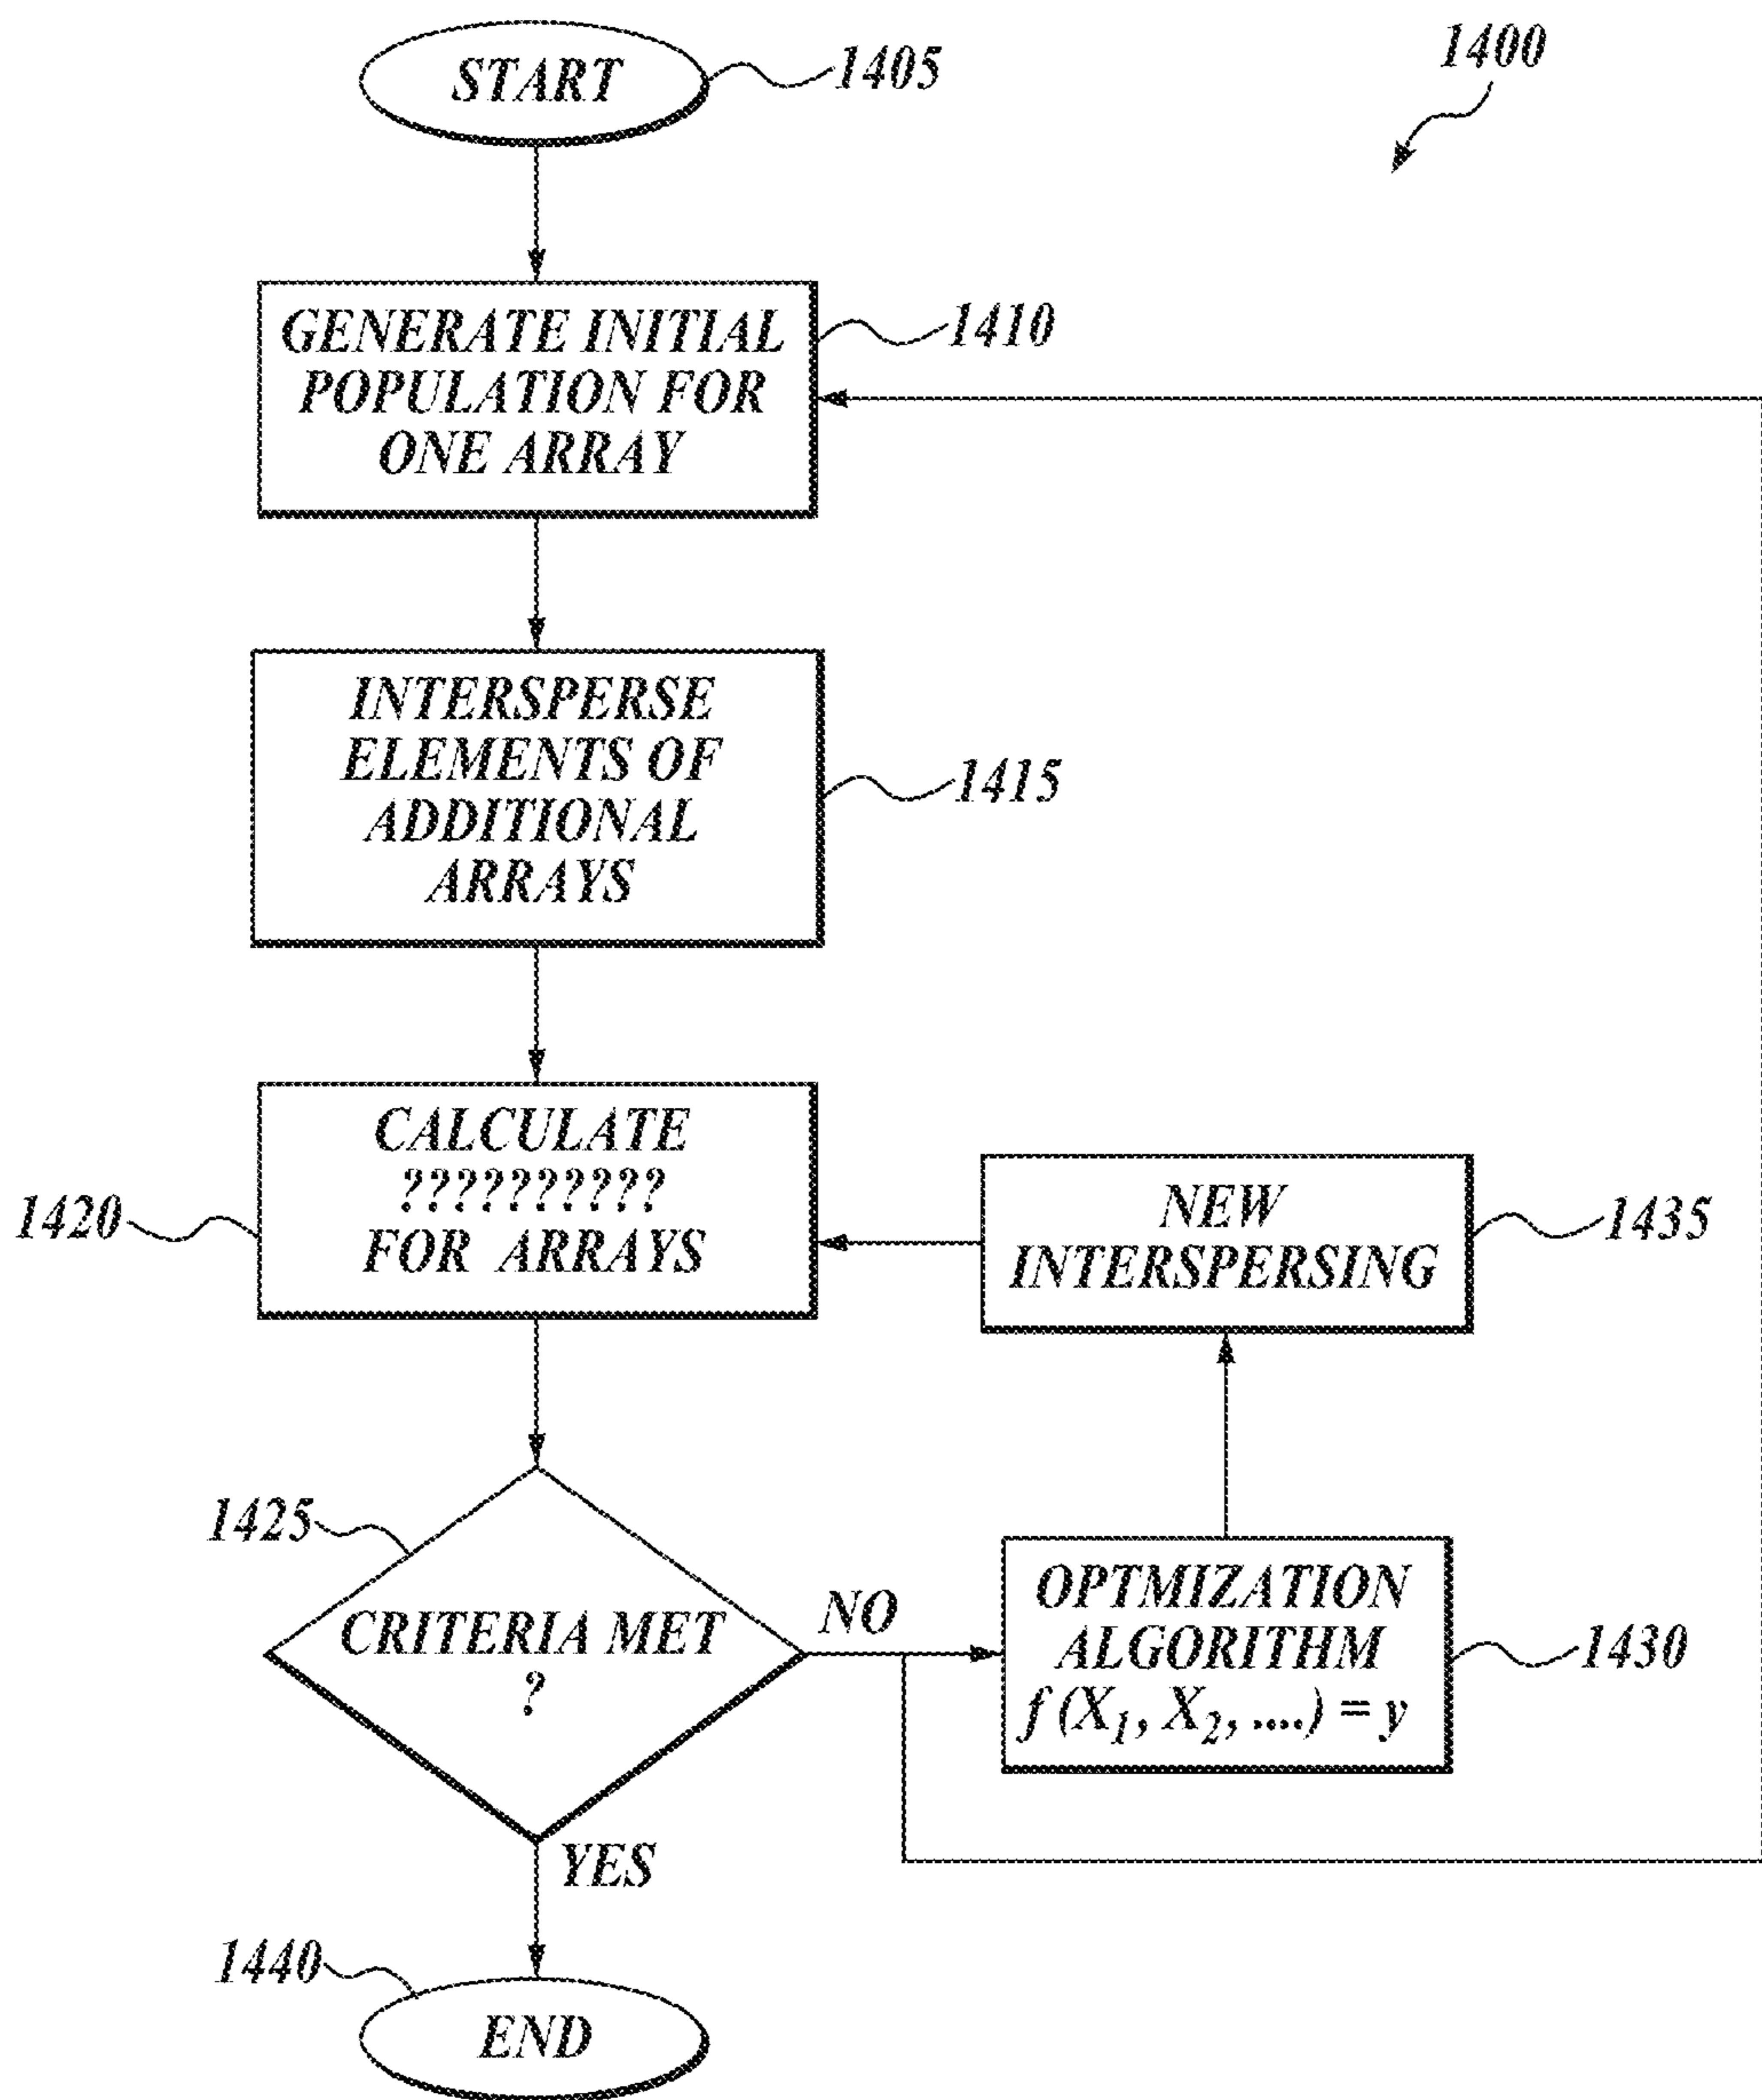 START
1405
1400
GENERATE INITIAL
POPULATION FOR
ONE ARRAY
1410
INTERSPERSE
ELEMENTS OF
ADDITIONAL
ARRAYS
1415
CALCULATE
??????????
FOR ARRAYS
1420
NEW
INTERSPERSING
1435
1425
CRITERIA MET
?
NO
OPTMIZATION
ALGORITHM
f (X₁, X₂, ....) = y
1430
YES
1440
END